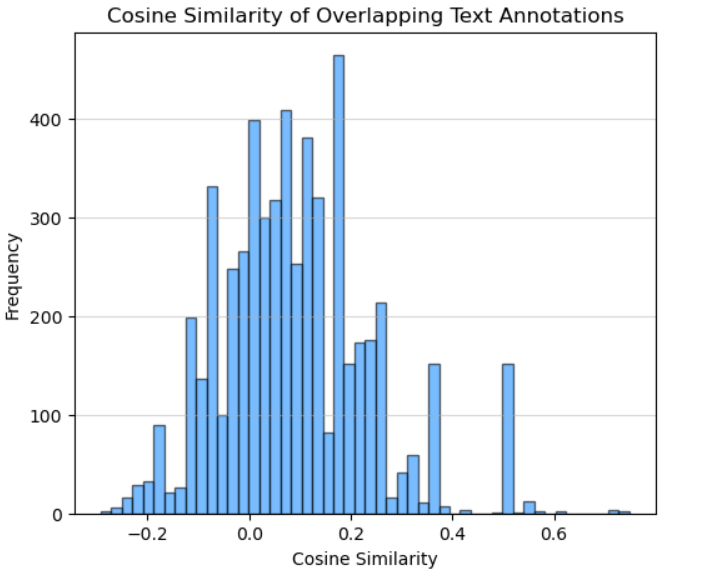 Cosine Similarity of Overlapping Text Annotations
Frequency
400
300
200
100
0
−0.2 0.0 0.2 0.4 0.6
Cosine Similarity